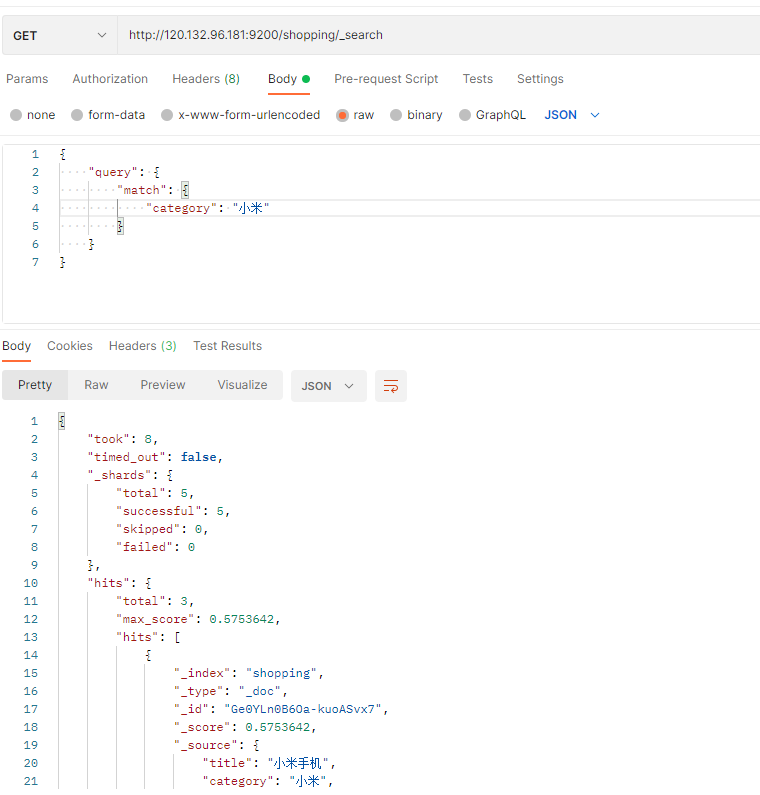 GET http://120.132.96.181:9200/shopping/_search
Params Authorization Headers (8) Body Pre-request Script Tests Settings
none form-data x-www-form-urlencoded raw binary GraphQL JSON
1 {
2 "query": {
3 "match": {
4 "category": "小米"
5 }
6 }
7 }
Body Cookies Headers (3) Test Results
Pretty Raw Preview Visualize JSON
1 {
2 "took": 8,
3 "timed_out": false,
4 "_shards": {
5 "total": 5,
6 "successful": 5,
7 "skipped": 0,
8 "failed": 0
9 },
10 "hits": {
11 "total": 3,
12 "max_score": 0.5753642,
13 "hits": [
14 {
15 "_index": "shopping",
16 "_type": "_doc",
17 "_id": "Ge0YLn0B6Oa-kuoASvx7",
18 "_score": 0.5753642,
19 "_source": {
20 "title": "小米手机",
21 "category": "小米",